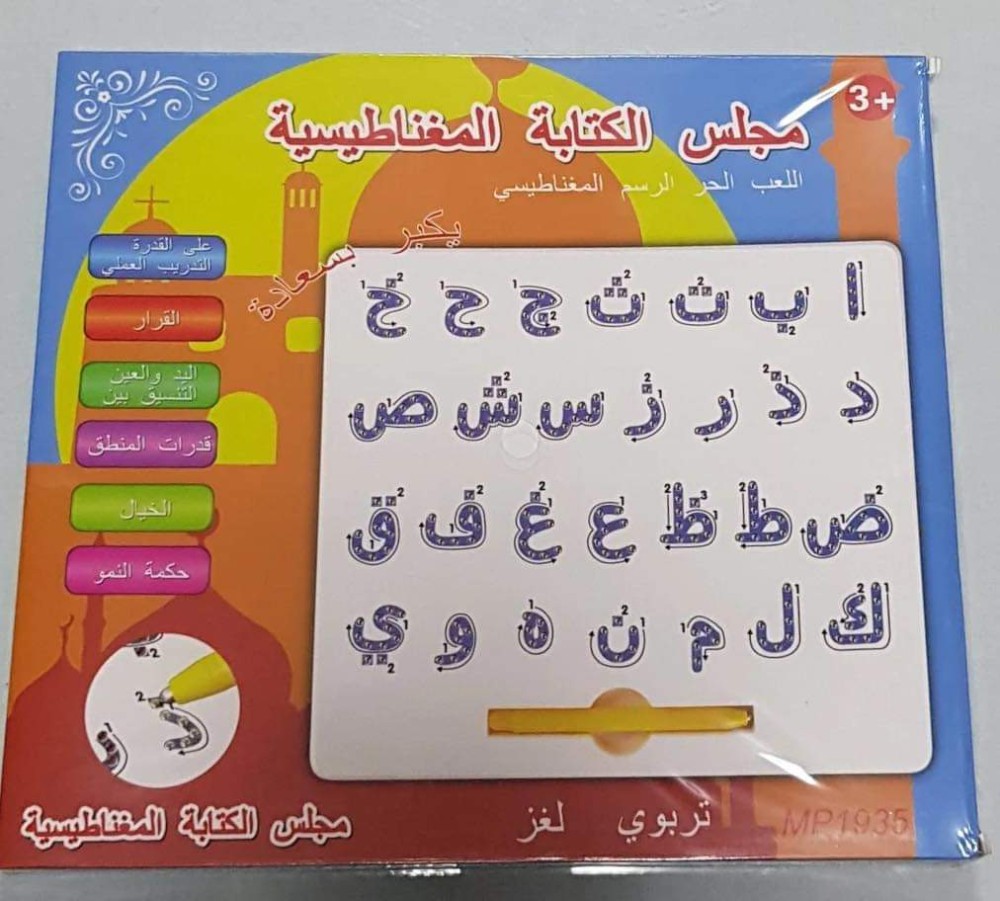 3+
مجلس الكتابة المغناطيسية
اللعب الحر الرسم المغناطيسي
يكبر بسعادة
على القدرة
التدريب العملي
القرار
اليد والعين
التنسيق بين
قدرات المنطق
الخيال
حكمة النمو
ا ب ت ث ج ح خ
د ذ ر ز س ش ص
ض ط ظ ع غ ف ق
ك ل م ن ه و ي
تربوي لغز
MP1935
مجلس الكتابة المغناطيسية